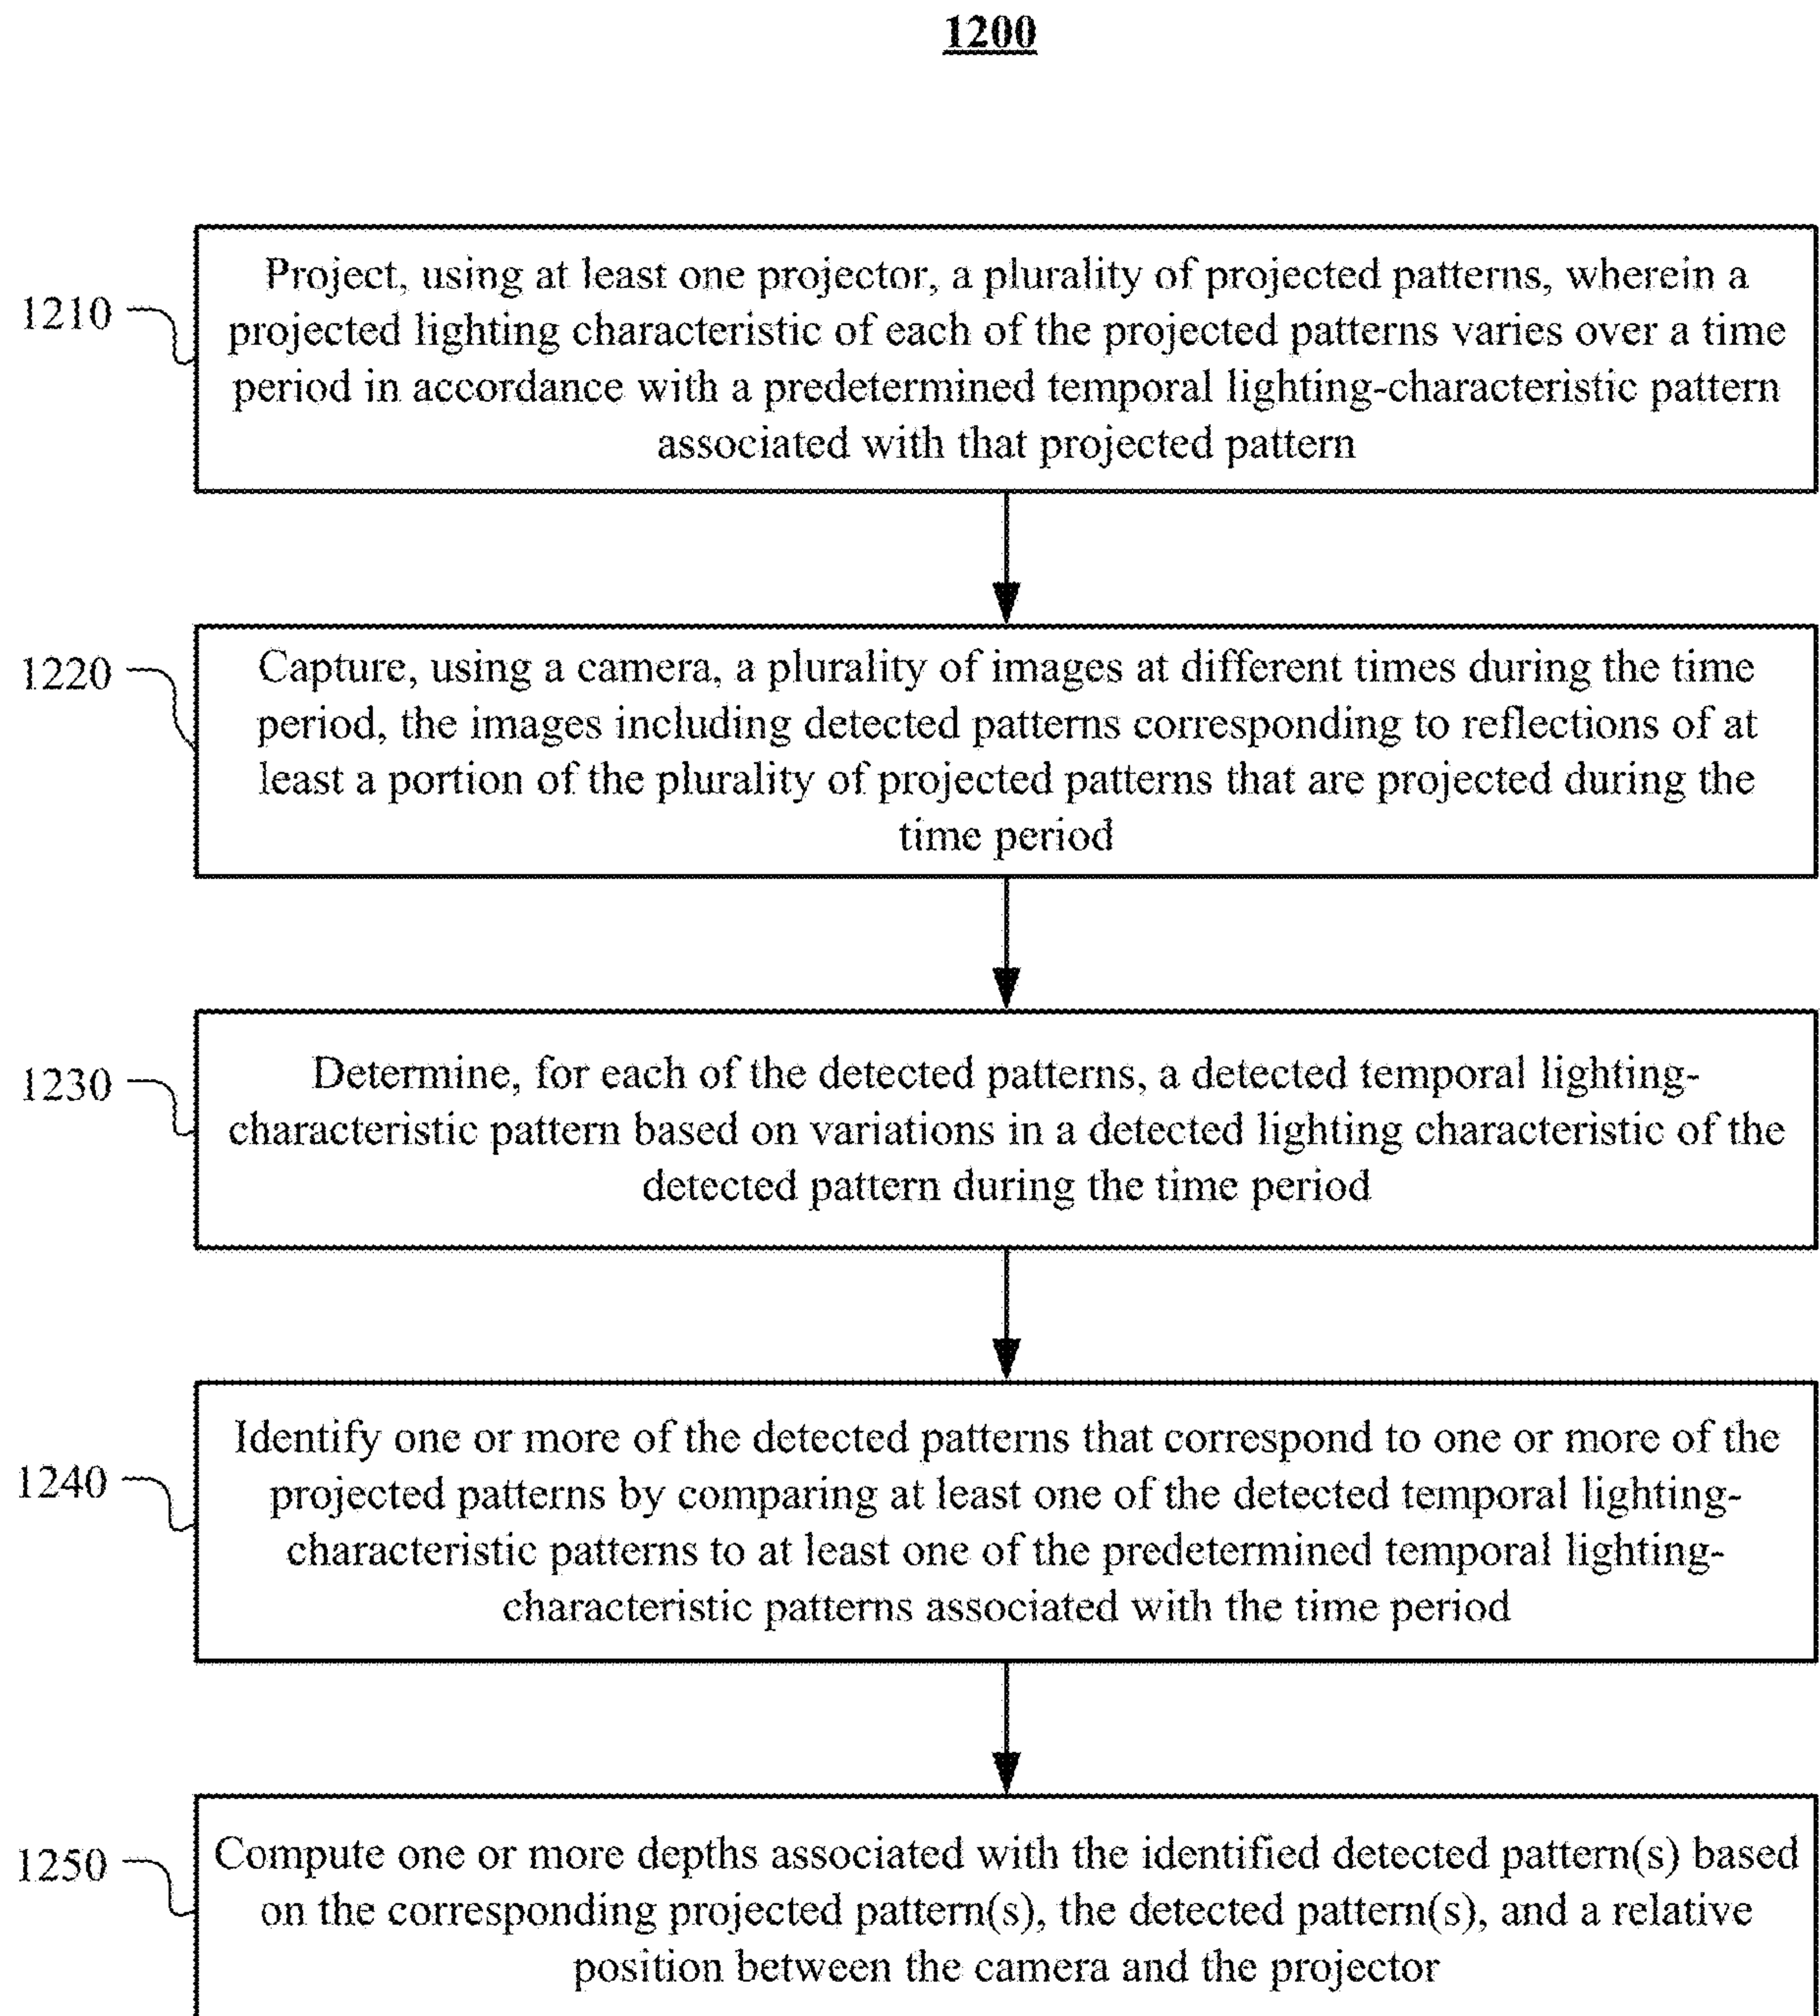 1200
1210
Project, using at least one projector, a plurality of projected patterns, wherein a
projected lighting characteristic of each of the projected patterns varies over a time
period in accordance with a predetermined temporal lighting-characteristic pattern
associated with that projected pattern
1220
Capture, using a camera, a plurality of images at different times during the time
period, the images including detected patterns corresponding to reflections of at
least a portion of the plurality of projected patterns that are projected during the
time period
1230
Determine, for each of the detected patterns, a detected temporal lighting-
characteristic pattern based on variations in a detected lighting characteristic of the
detected pattern during the time period
1240
Identify one or more of the detected patterns that correspond to one or more of the
projected patterns by comparing at least one of the detected temporal lighting-
characteristic patterns to at least one of the predetermined temporal lighting-
characteristic patterns associated with the time period
1250
Compute one or more depths associated with the identified detected pattern(s) based
on the corresponding projected pattern(s), the detected pattern(s), and a relative
position between the camera and the projector